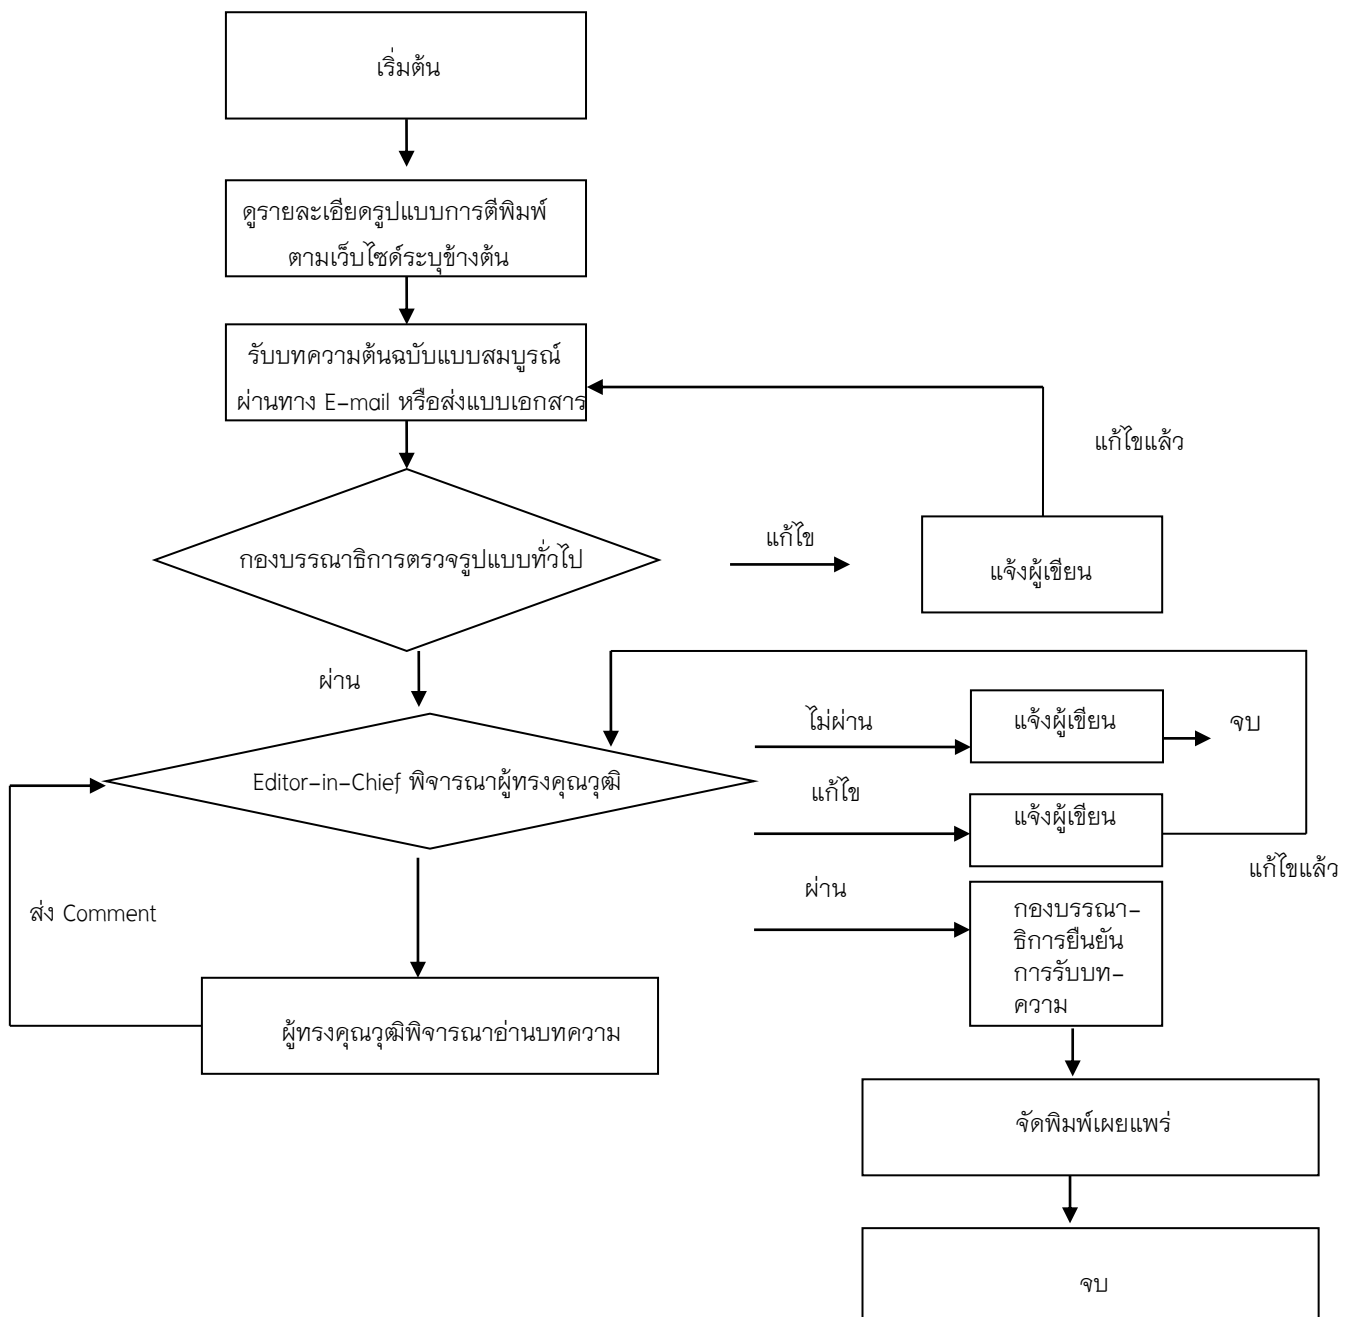 เริ่มต้น
ดูรายละเอียดรูปแบบการตีพิมพ์
ตามเว็บไซด์ระบุข้างต้น
รับบทความต้นฉบับแบบสมบูรณ์
ผ่านทาง E-mail หรือส่งแบบเอกสาร
แก้ไขแล้ว
กองบรรณาธิการตรวจรูปแบบทั่วไป
แก้ไข
แจ้งผู้เขียน
ผ่าน
ไม่ผ่าน
แจ้งผู้เขียน
จบ
Editor-in-Chief พิจารณาผู้ทรงคุณวุฒิ
แก้ไข
แจ้งผู้เขียน
แก้ไขแล้ว
ผ่าน
กองบรรณา-
ธิการยืนยัน
การรับบท-
ความ
ส่ง Comment
ผู้ทรงคุณวุฒิพิจารณาอ่านบทความ
จัดพิมพ์เผยแพร่
จบ